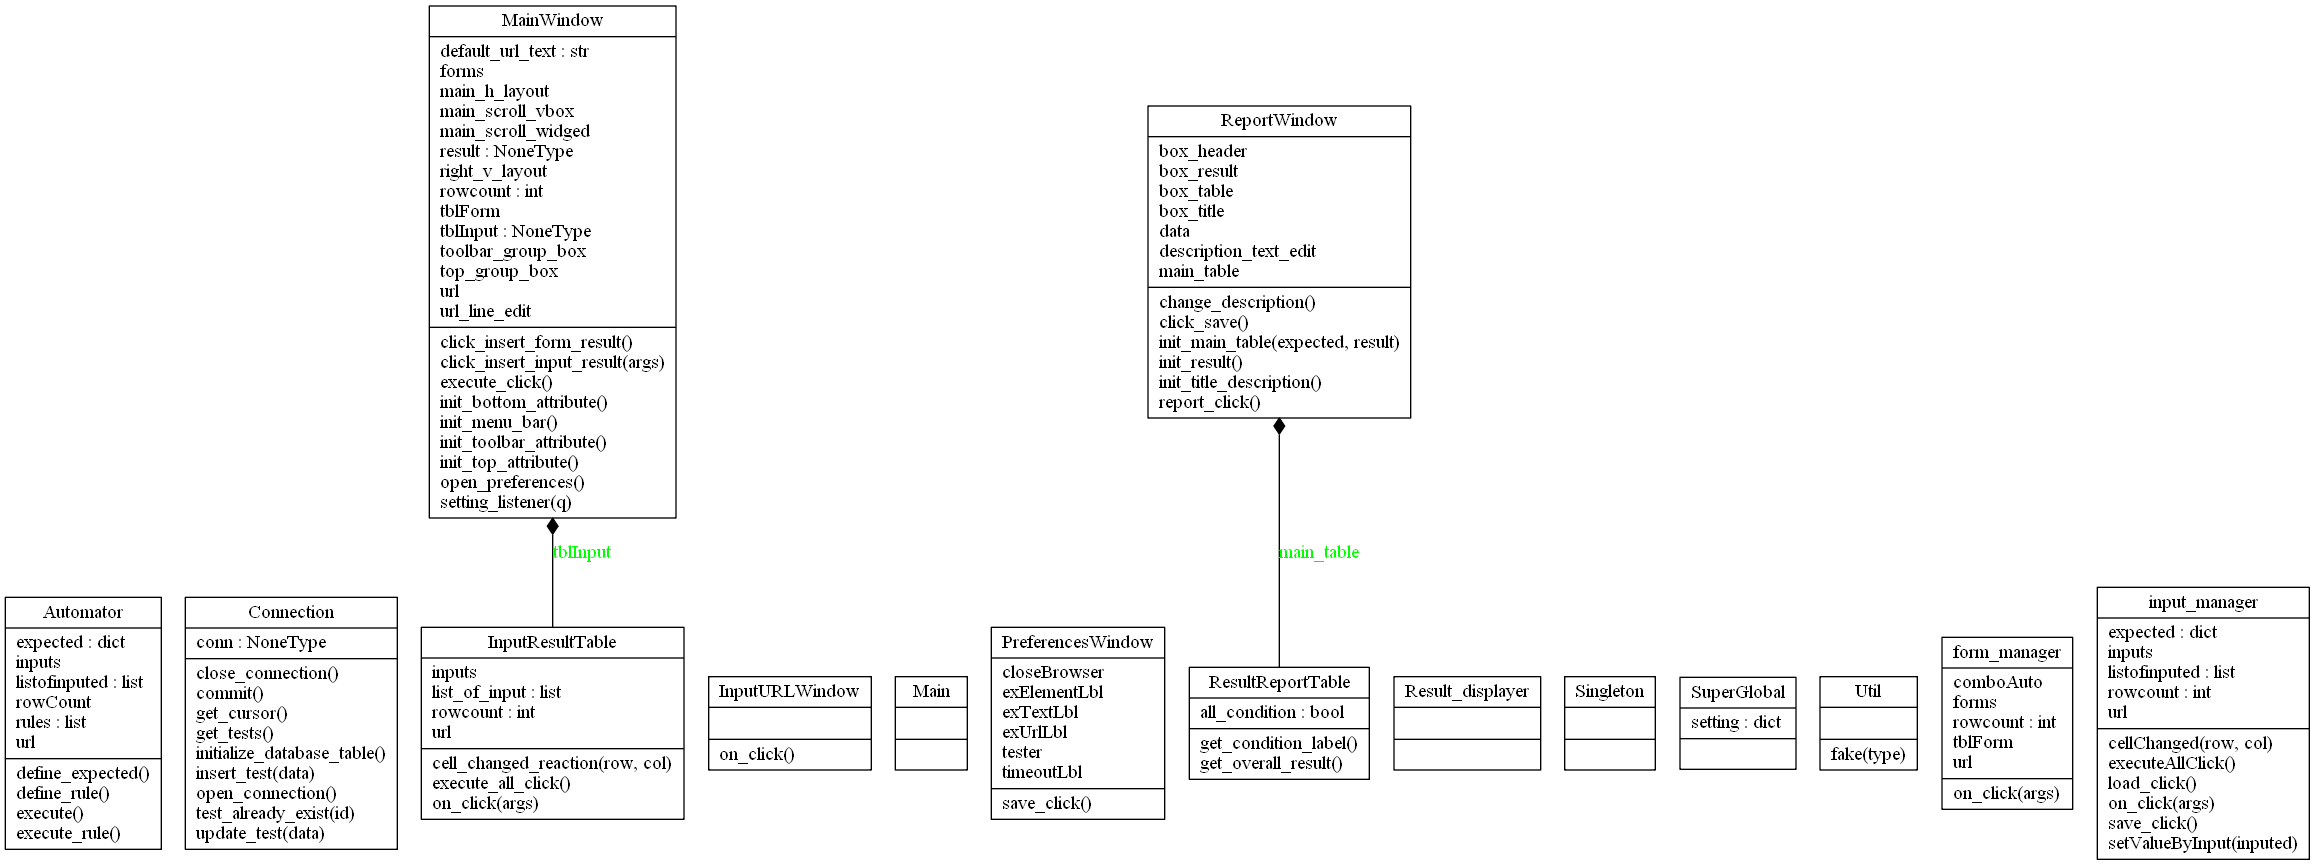 MainWindow
default_url_text : str
forms
main_h_layout
main_scroll_vbox
main_scroll_widged
result : NoneType
right_v_layout
rowcount : int
tblForm
tblInput : NoneType
toolbar_group_box
top_group_box
url
url_line_edit
click_insert_form_result()
click_insert_input_result(args)
execute_click()
init_bottom_attribute()
init_menu_bar()
init_toolbar_attribute()
init_top_attribute()
open_preferences()
setting_listener(q)
ReportWindow
box_header
box_result
box_table
box_title
data
description_text_edit
main_table
change_description()
click_save()
init_main_table(expected, result)
init_result()
init_title_description()
report_click()
tblInput
main_table
Automator
expected : dict
inputs
listofinputed : list
rowCount
rules : list
url
define_expected()
define_rule()
execute()
execute_rule()
Connection
conn : NoneType
close_connection()
commit()
get_cursor()
get_tests()
initialize_database_table()
insert_test(data)
open_connection()
test_already_exist(id)
update_test(data)
InputResultTable
inputs
list_of_input : list
rowcount : int
url
cell_changed_reaction(row, col)
execute_all_click()
on_click(args)
InputURLWindow
on_click()
Main
PreferencesWindow
closeBrowser
exElementLbl
exTextLbl
exUrlLbl
tester
timeoutLbl
save_click()
ResultReportTable
all_condition : bool
get_condition_label()
get_overall_result()
Result_displayer
Singleton
SuperGlobal
setting : dict
Util
fake(type)
form_manager
comboAuto
forms
rowcount : int
tblForm
url
on_click(args)
input_manager
expected : dict
inputs
listofinputed : list
rowcount : int
url
cellChanged(row, col)
executeAllClick()
load_click()
on_click(args)
save_click()
setValueByInput(inputed)